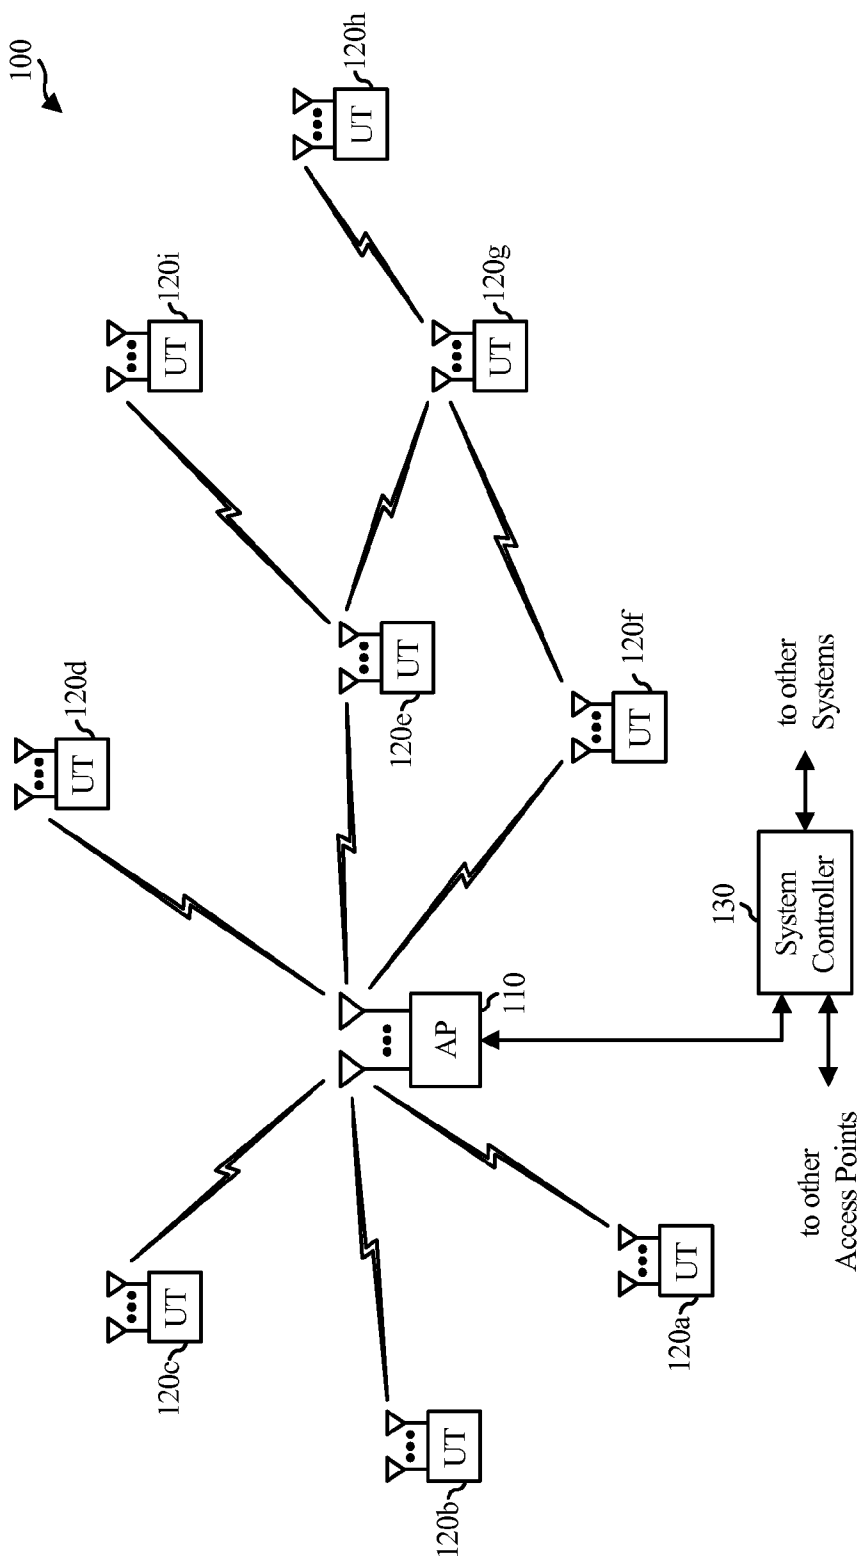 100
120d
UT
120i
UT
120h
UT
120c
UT
120e
UT
120g
UT
120b
UT
AP
110
120f
UT
120a
UT
130
System
Controller
to other
Systems
to other
Access Points